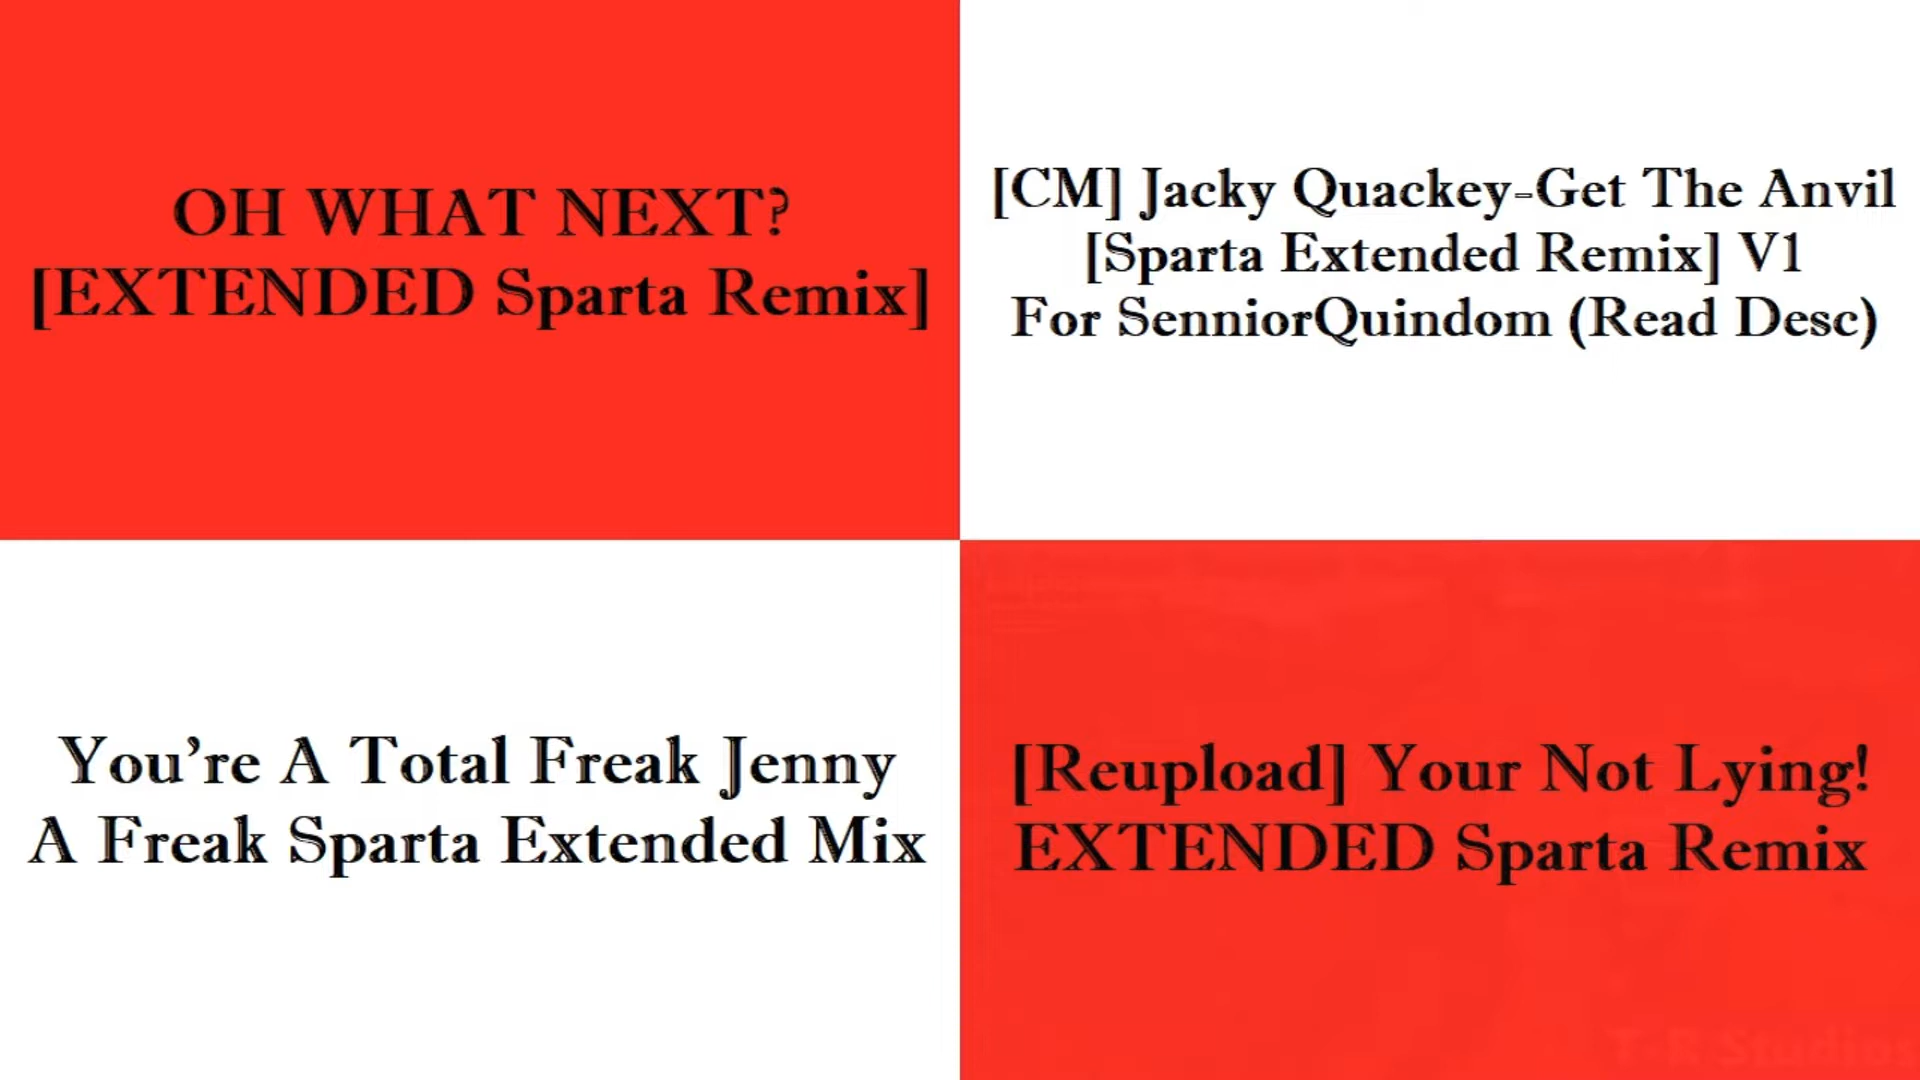 OH WHAT NEXT?
[EXTENDED Sparta Remix]
[CM] Jacky Quackey-Get The Anvil
[Sparta Extended Remix] V1
For SenniorQuindom (Read Desc)
You’re A Total Freak Jenny
A Freak Sparta Extended Mix
[Reupload] Your Not Lying!
EXTENDED Sparta Remix
T-R Studios